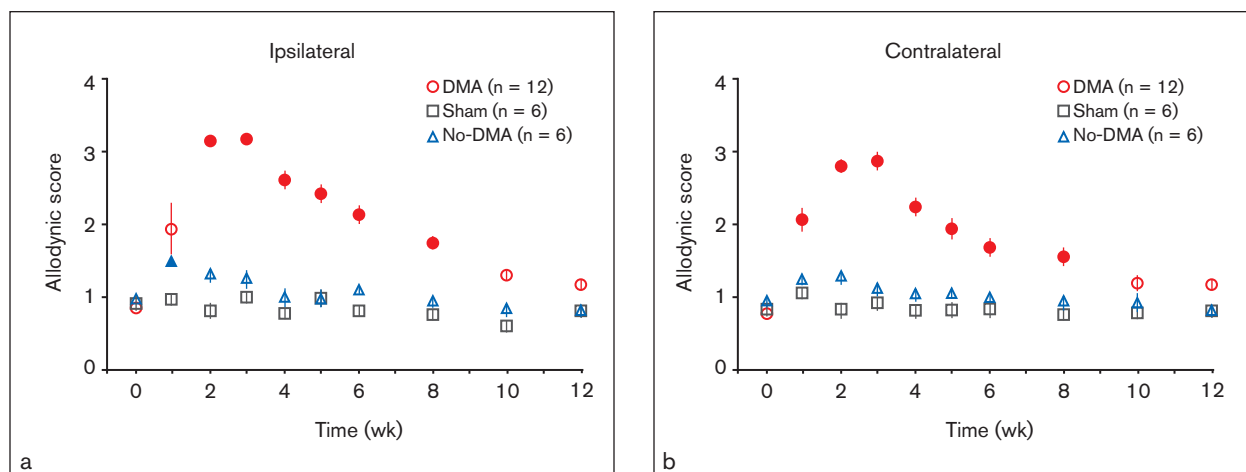 Ipsilateral
4
3
2
1
0
Allodynic score
DMA (n = 12)
Sham (n = 6)
No-DMA (n = 6)
0 2 4 6 8 10 12
Time (wk)
a
Contralateral
4
3
2
1
0
Allodynic score
DMA (n = 12)
Sham (n = 6)
No-DMA (n = 6)
0 2 4 6 8 10 12
Time (wk)
b